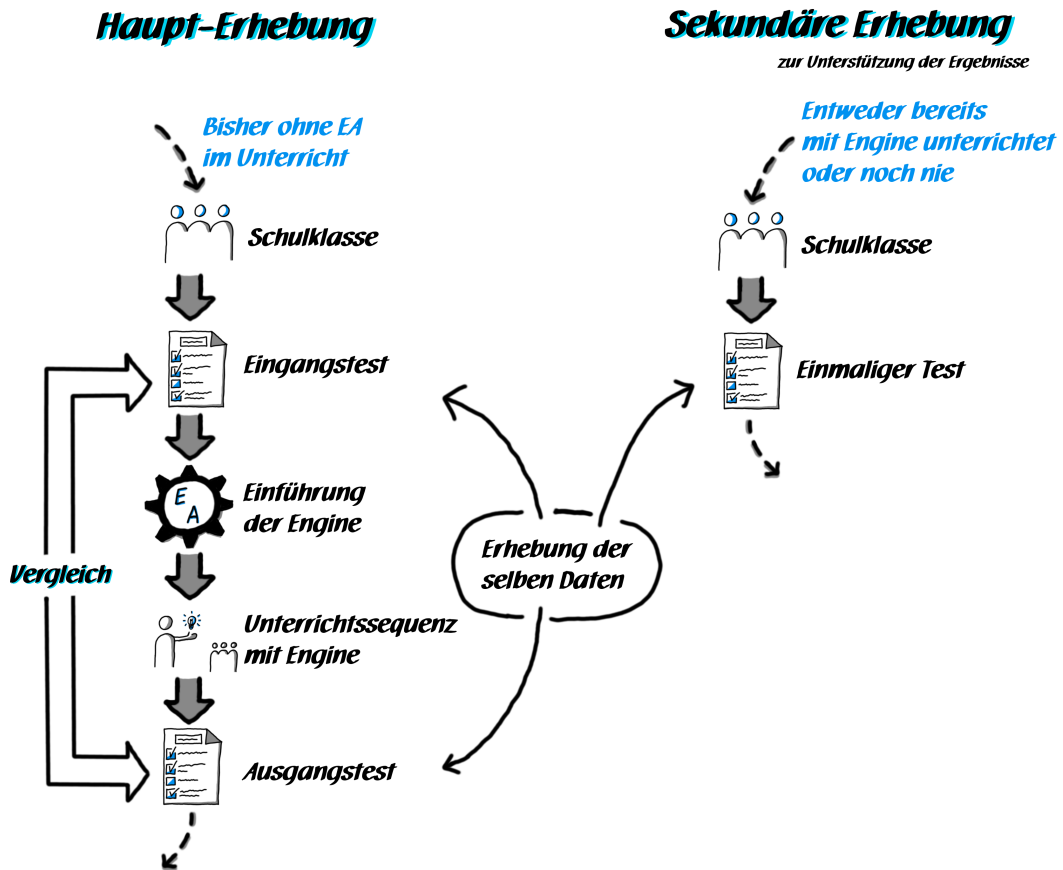 Haupt-Erhebung
Bisher ohne EA
im Unterricht
Schulklasse
Eingangstest
E
A
Einführung
der Engine
Vergleich
Unterrichtssequenz
mit Engine
Ausgangstest
Erhebung der
selben Daten
Sekundäre Erhebung
zur Unterstützung der Ergebnisse
Entweder bereits
mit Engine unterrichtet
oder noch nie
Schulklasse
Einmaliger Test